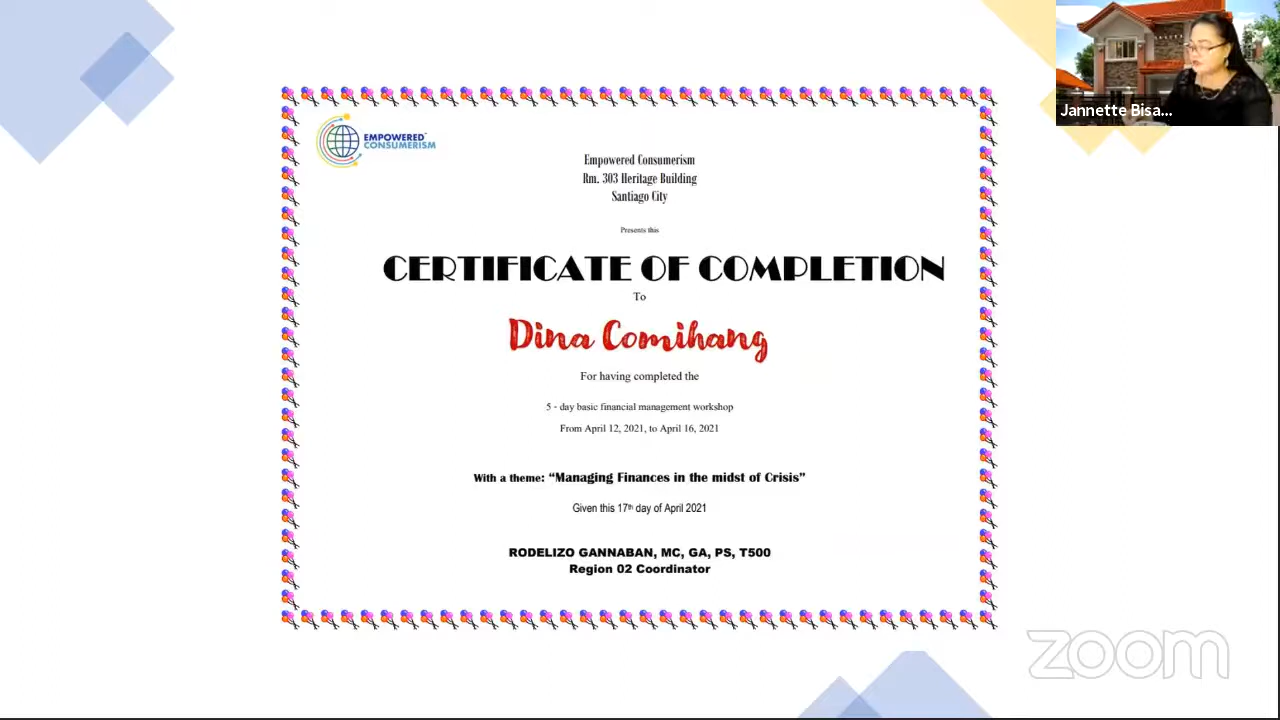 Jannette Bisa...
EMPOWERED™
CONSUMERISM
Empowered Consumerism
Rm. 303 Heritage Building
Santiago City
Presents this
CERTIFICATE OF COMPLETION
To
Dina Comihang
For having completed the
5 - day basic financial management workshop
From April 12, 2021, to April 16, 2021
With a theme: “Managing Finances in the midst of Crisis”
Given this 17th day of April 2021
RODELIZO GANNABAN, MC, GA, PS, T500
Region 02 Coordinator
zoom